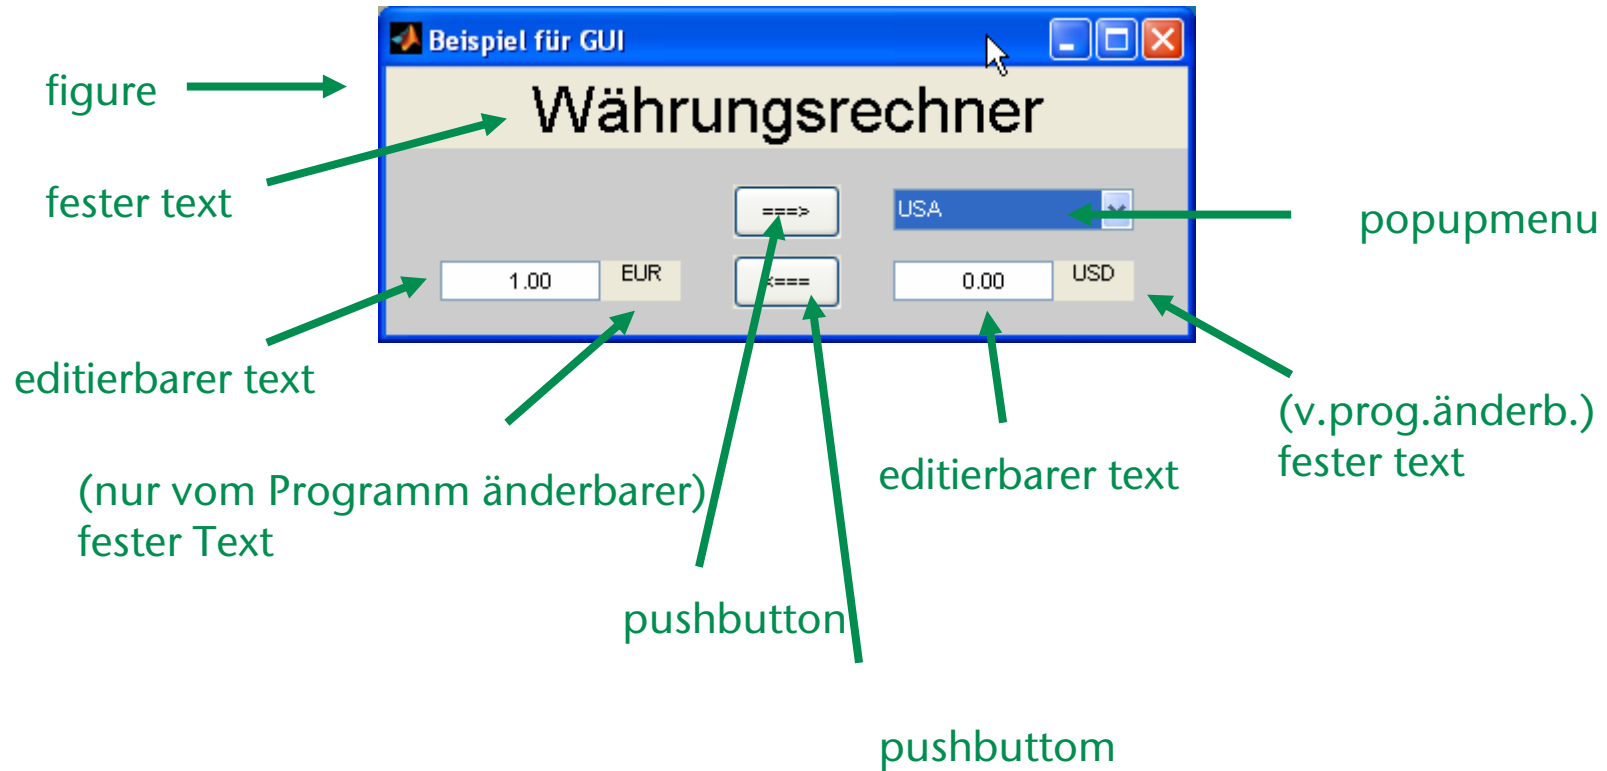 Beispiel für GUI
figure
Währungsrechner
fester text
===>
USA
popupmenu
1.00
EUR
<===
0.00
USD
editierbarer text
(v.prog.änderb.)
fester text
editierbarer text
(nur vom Programm änderbarer)
fester Text
pushbutton
pushbuttom